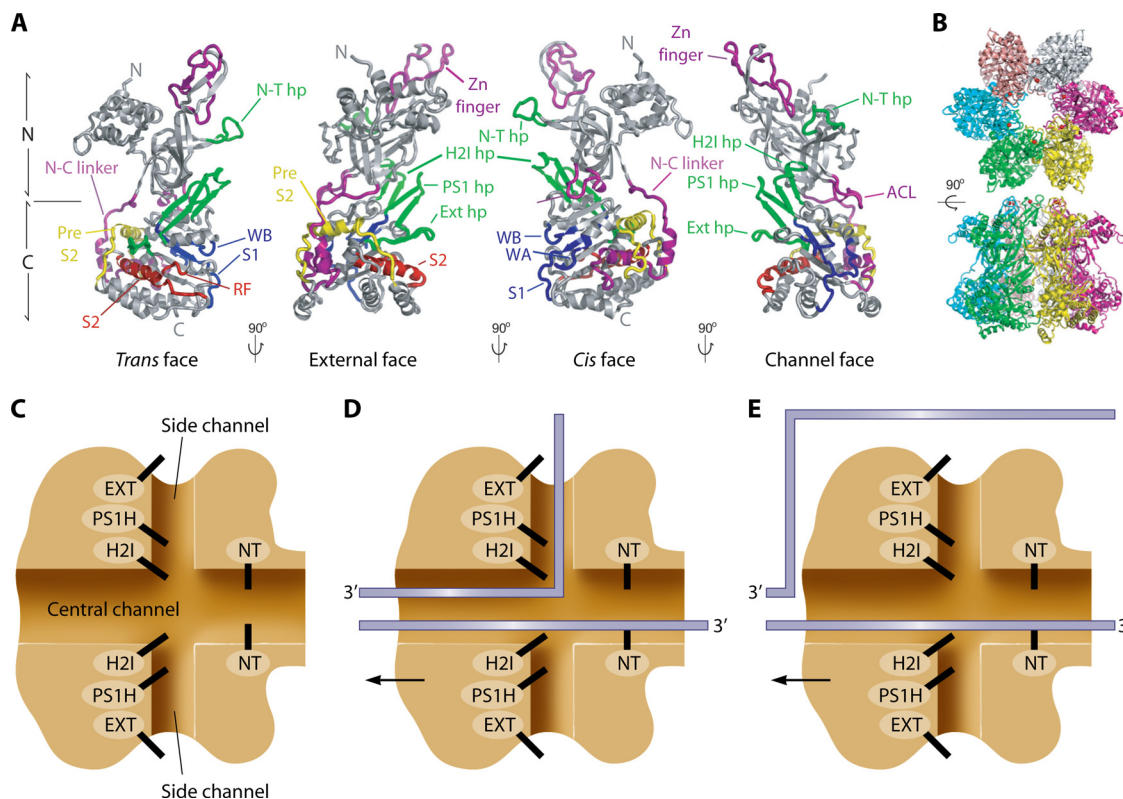 A
B
N
C
N
N-T hp
N-C linker
Pre
S2
WB
S1
RF
S2
C
Trans face
90°
Zn
finger
N-T hp
H2I hp
PS1 hp
Ext hp
Pre
S2
S2
External face
90°
N
N-C linker
WB
WA
S1
C
Cis face
90°
Zn
finger
N-T hp
H2I hp
PS1 hp
Ext hp
ACL
Channel face
90°
C
Side channel
EXT
PS1H
H2I
NT
Central channel
H2I
NT
PS1H
EXT
Side channel
D
EXT
PS1H
H2I
NT
3′
3′
H2I
NT
PS1H
EXT
E
EXT
PS1H
H2I
NT
3′
3′
H2I
NT
PS1H
EXT